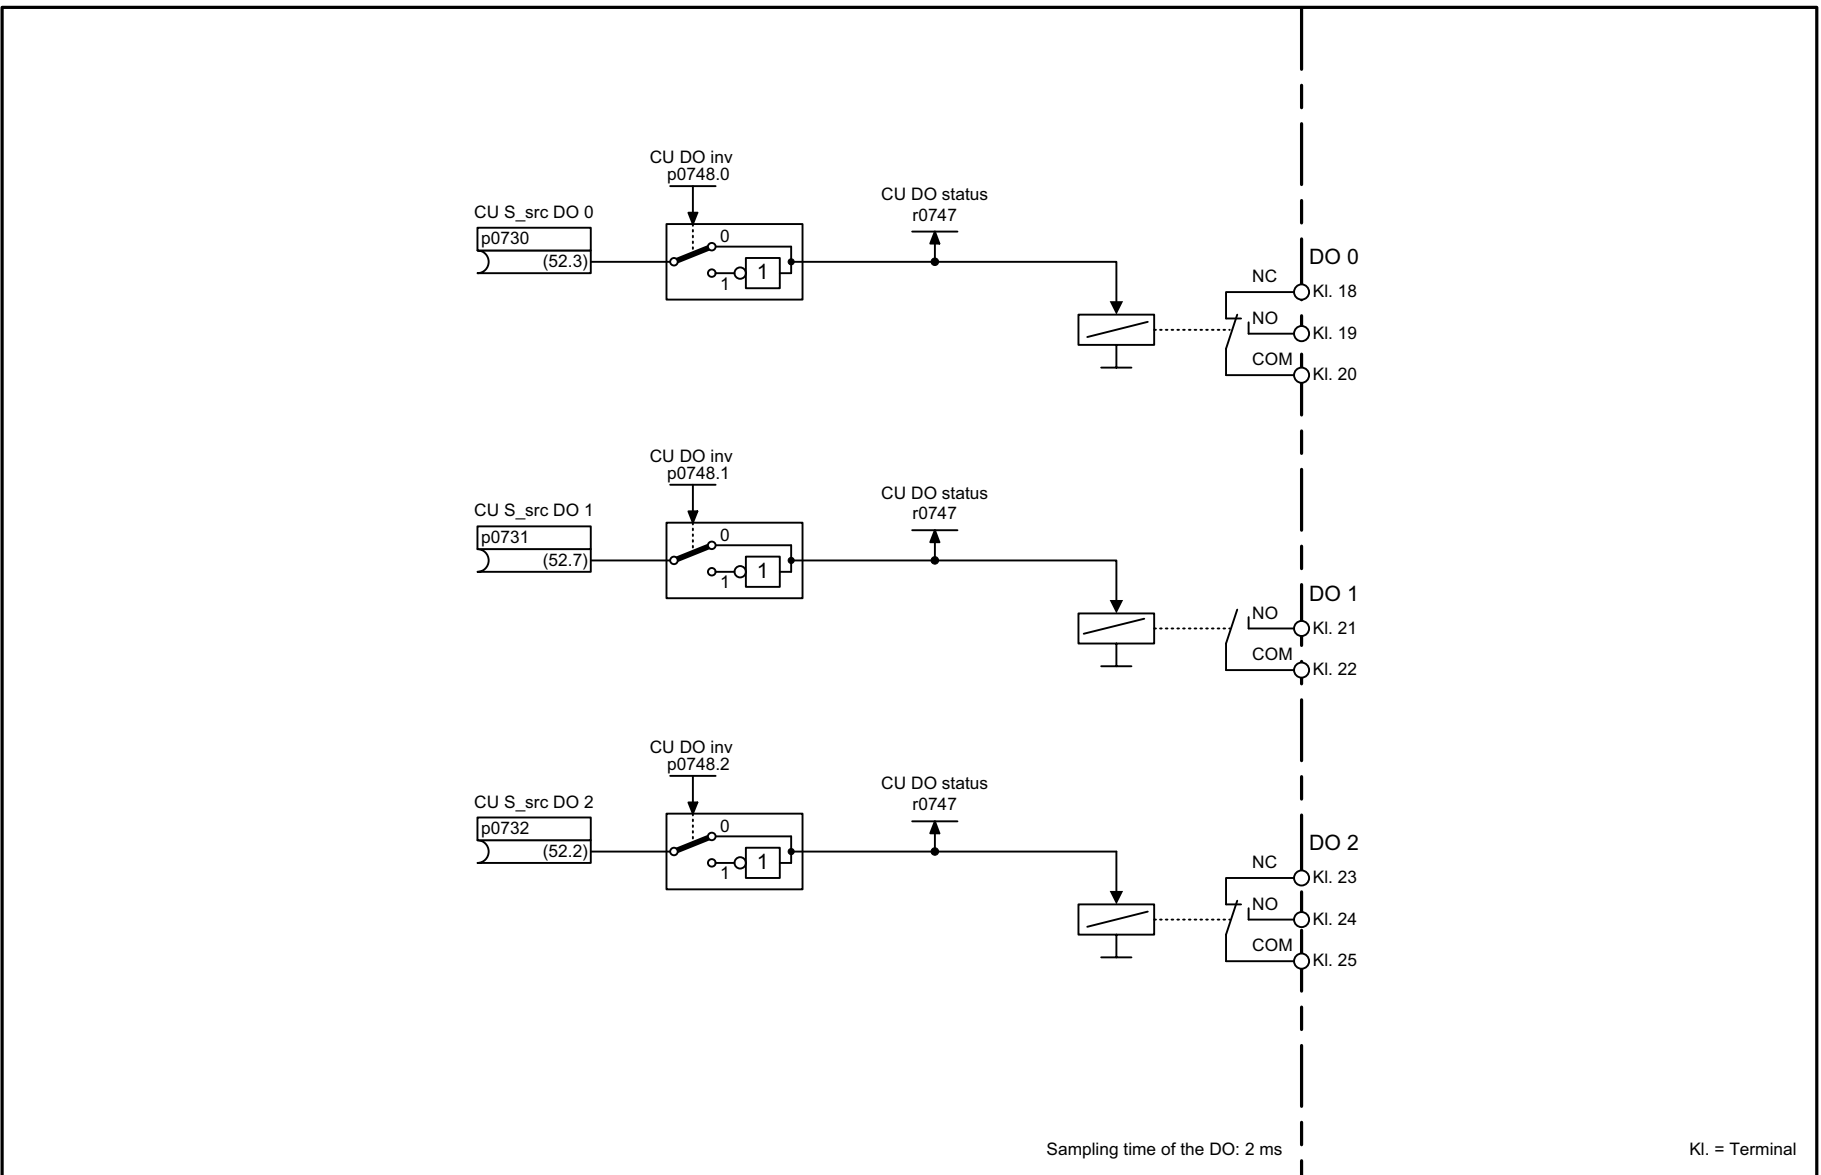 CU DO inv
p0748.0
CU S_src DO 0
p0730
(52.3)
0
1
1
CU DO status
r0747
DO 0
NC
Kl. 18
NO
Kl. 19
COM
Kl. 20
CU DO inv
p0748.1
CU S_src DO 1
p0731
(52.7)
0
1
1
CU DO status
r0747
DO 1
NO
Kl. 21
COM
Kl. 22
CU DO inv
p0748.2
CU S_src DO 2
p0732
(52.2)
0
1
1
CU DO status
r0747
DO 2
NC
Kl. 23
NO
Kl. 24
COM
Kl. 25
Sampling time of the DO: 2 ms
Kl. = Terminal